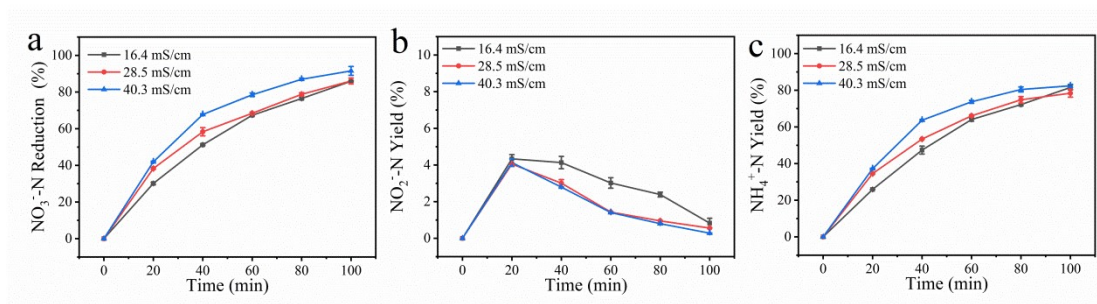 a
NO₃⁻-N Reduction (%)
100
80
60
40
20
0
16.4 mS/cm
28.5 mS/cm
40.3 mS/cm
0 20 40 60 80 100
Time (min)
b
NO₂⁻-N Yield (%)
10
8
6
4
2
0
16.4 mS/cm
28.5 mS/cm
40.3 mS/cm
0 20 40 60 80 100
Time (min)
c
NH₄⁺-N Yield (%)
100
80
60
40
20
0
16.4 mS/cm
28.5 mS/cm
40.3 mS/cm
0 20 40 60 80 100
Time (min)